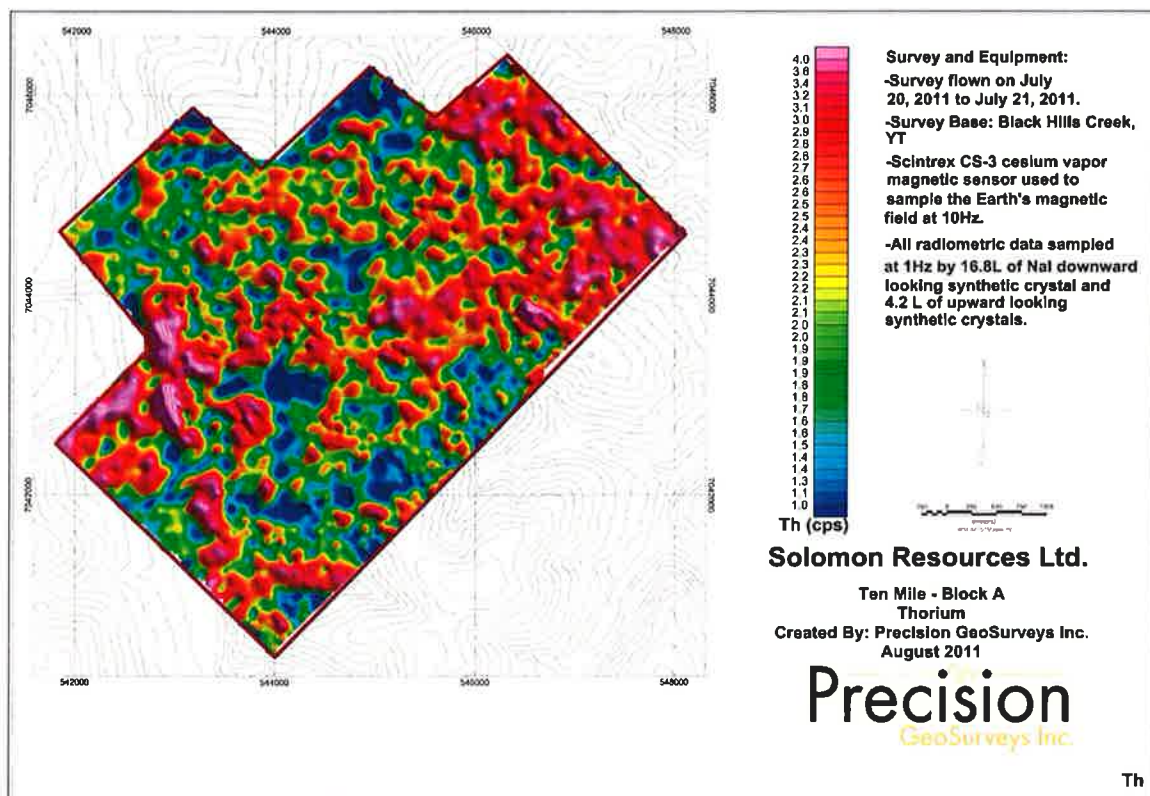 542000 544000 546000 548000
7046000 7046000
7044000 7044000
7042000 7042000
542000 544000 546000 548000
4.0
3.6
3.4
3.2
3.1
3.0
2.9
2.8
2.8
2.7
2.6
2.6
2.5
2.5
2.4
2.4
2.3
2.3
2.2
2.2
2.1
2.1
2.0
2.0
1.9
1.9
1.9
1.8
1.8
1.7
1.6
1.6
1.5
1.4
1.4
1.3
1.1
1.0
Th (cps)
Survey and Equipment:
-Survey flown on July
20, 2011 to July 21, 2011.
-Survey Base: Black Hills Creek,
YT
-Scintrex CS-3 cesium vapor
magnetic sensor used to
sample the Earth's magnetic
field at 10Hz.
-All radiometric data sampled
at 1Hz by 16.8L of NaI downward
looking synthetic crystal and
4.2 L of upward looking
synthetic crystals.
Solomon Resources Ltd.
Ten Mile - Block A
Thorium
Created By: Precision GeoSurveys Inc.
August 2011
Precision
GeoSurveys Inc.
Th